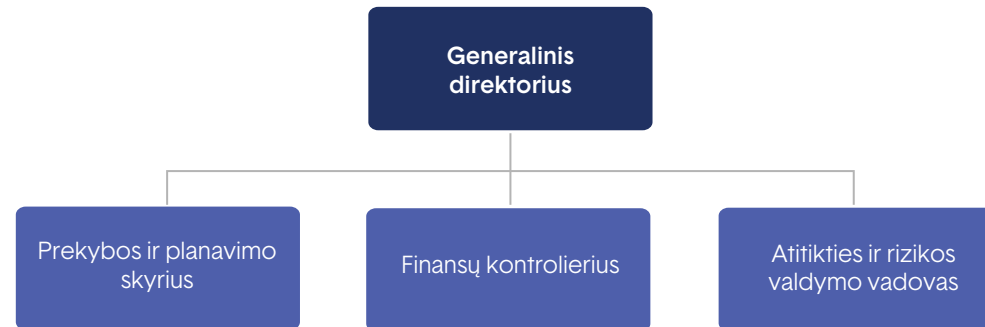 Generalinis
direktorius
Prekybos ir planavimo
skyrius
Finansų kontrolierius
Atitikties ir rizikos
valdymo vadovas